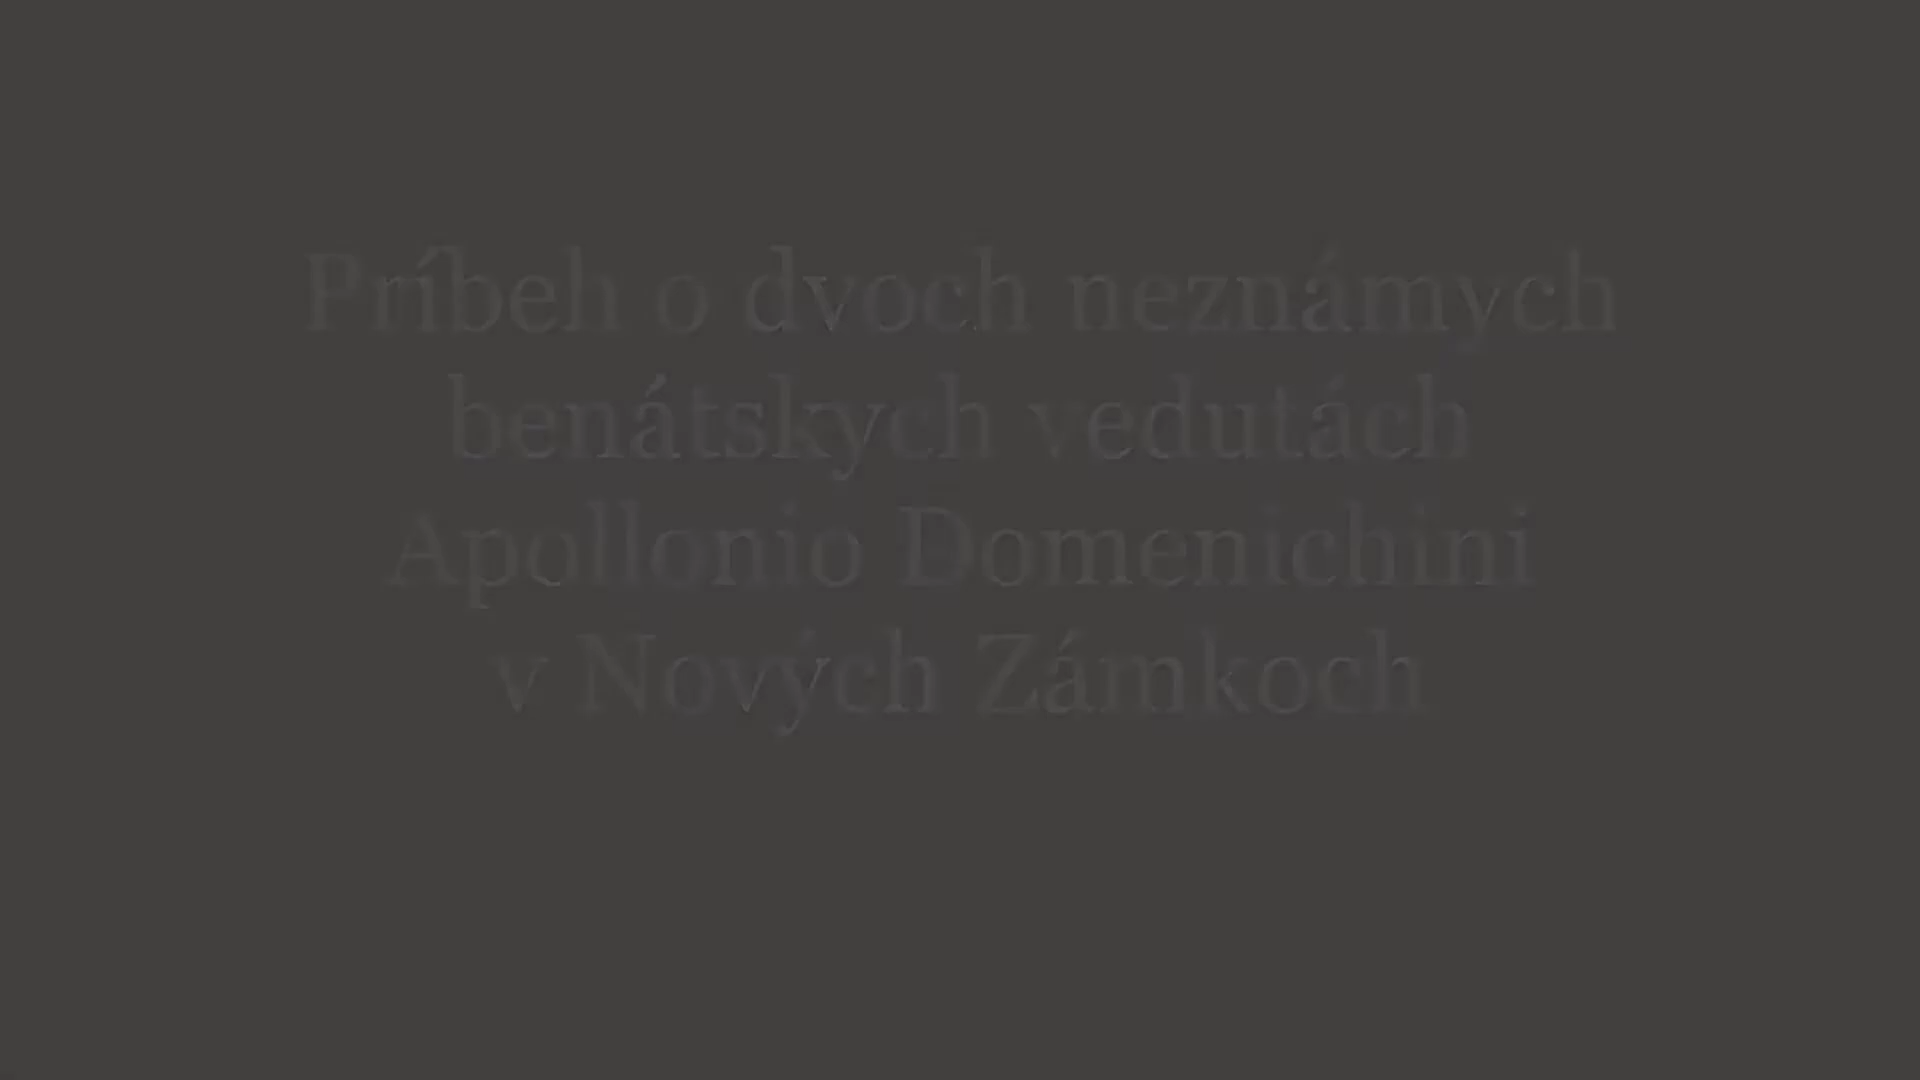 Príbeh o dvoch neznámych
benátskych vedutách
Apollonio Domenichini
v Nových Zámkoch